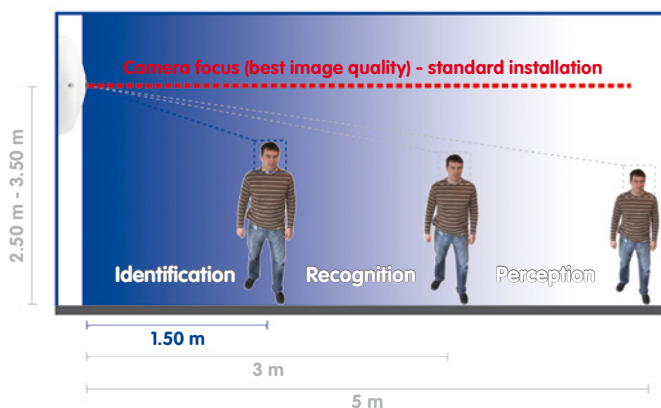 Camera focus (best image quality) - standard installation
2.50 m - 3.50 m
Identification Recognition Perception
1.50 m
3 m
5 m